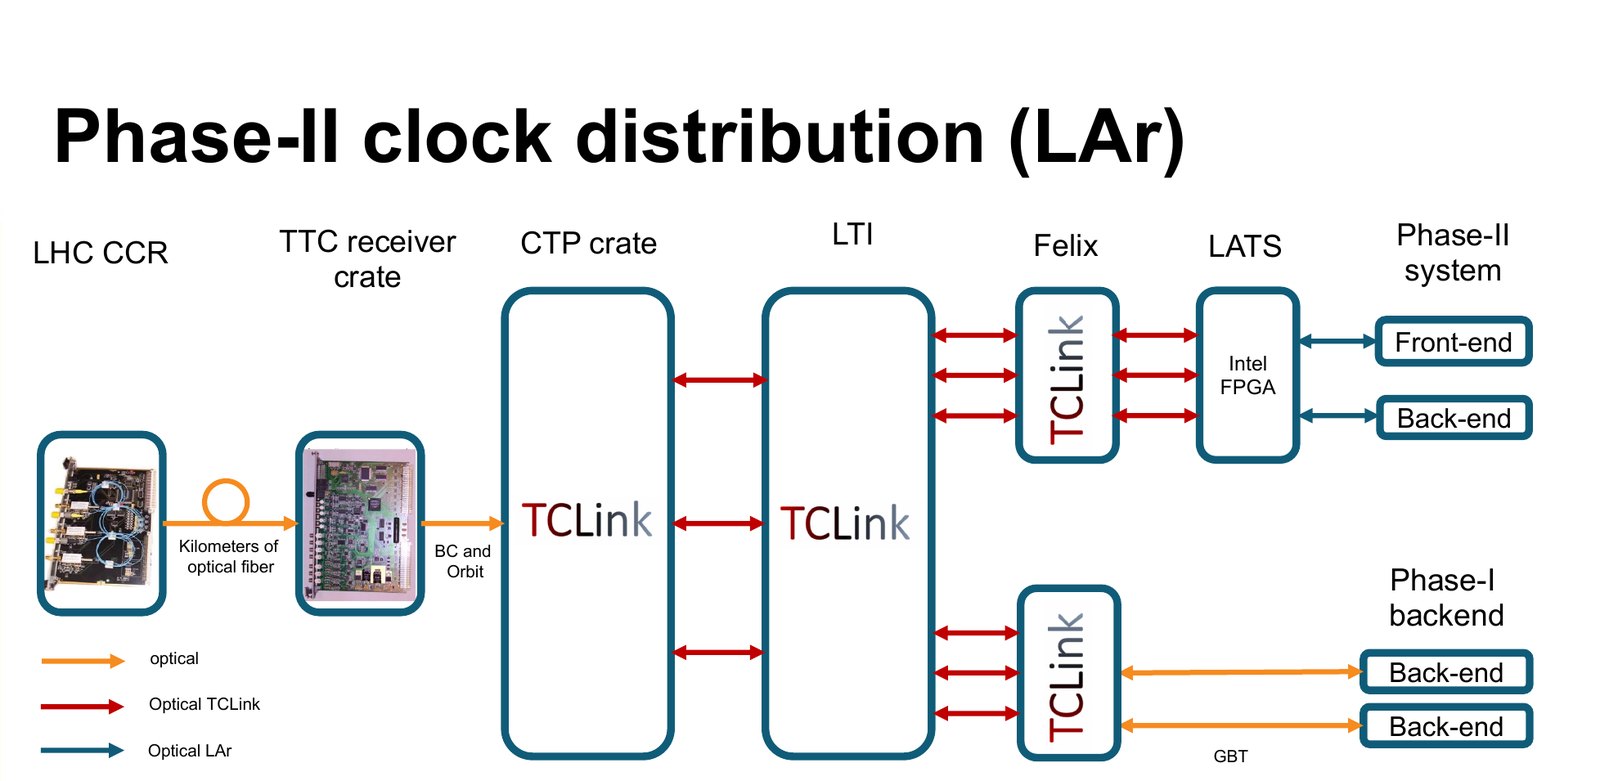 Phase-II clock distribution (LAr)
LHC CCR
TTC receiver
crate
CTP crate
LTI
Felix
LATS
Phase-II
system
TCLink
Intel
FPGA
Front-end
Back-end
TCLink
TCLink
Kilometers of
optical fiber
BC and
Orbit
Phase-I
backend
TCLink
Back-end
Back-end
GBT
optical
Optical TCLink
Optical LAr